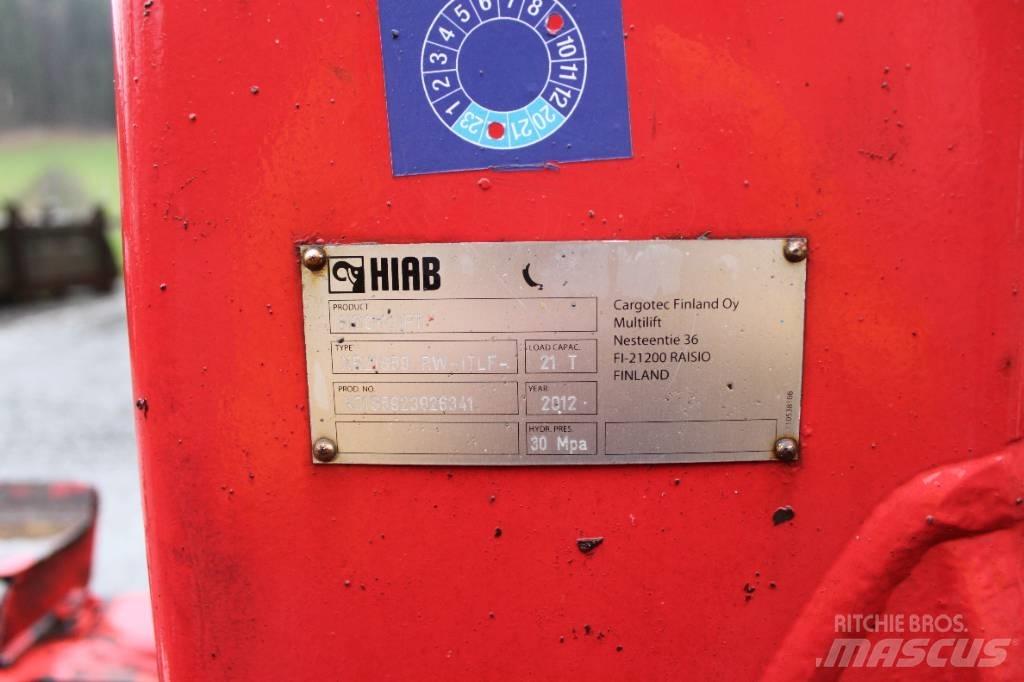 1 2 3 4 5 6 7 8 10 11 12
23 21 20
HIAB
PRODUCT
TYPE
LOAD CAPAC.
21 T
PROD. NO.
YEAR
2012
HYDR. PRES.
30 Mpa
Cargotec Finland Oy
Multilift
Nesteentie 36
FI-21200 RAISIO
FINLAND
RITCHIE BROS.
MASCUS